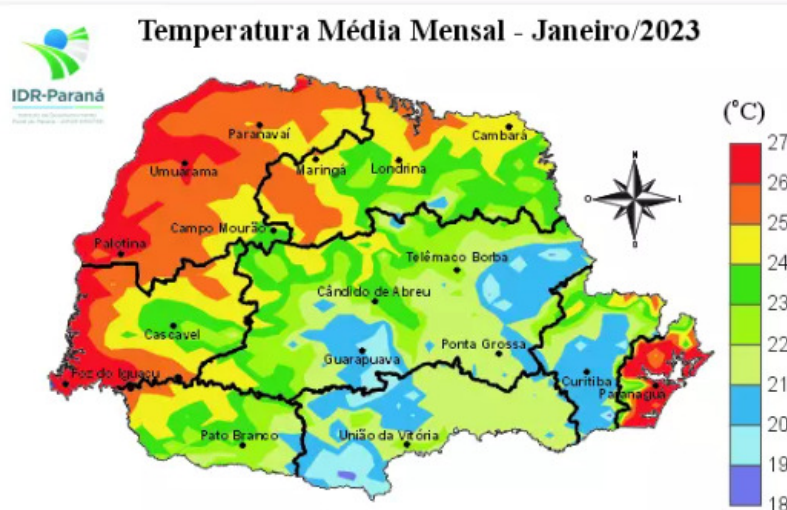 Temperatura Média Mensal - Janeiro/2023
IDR-Paraná
(°C)
27
26
25
24
23
22
21
20
19
18
N
O
L
Paranavaí
Cambará
Umuarama
Maringá
Londrina
Campo Mourão
Palotina
Telêmaco Borba
Cândido de Abreu
Cascavel
Guarapuava
Ponta Grossa
Foz do Iguaçu
Curitiba
Paranaguá
Pato Branco
União da Vitória